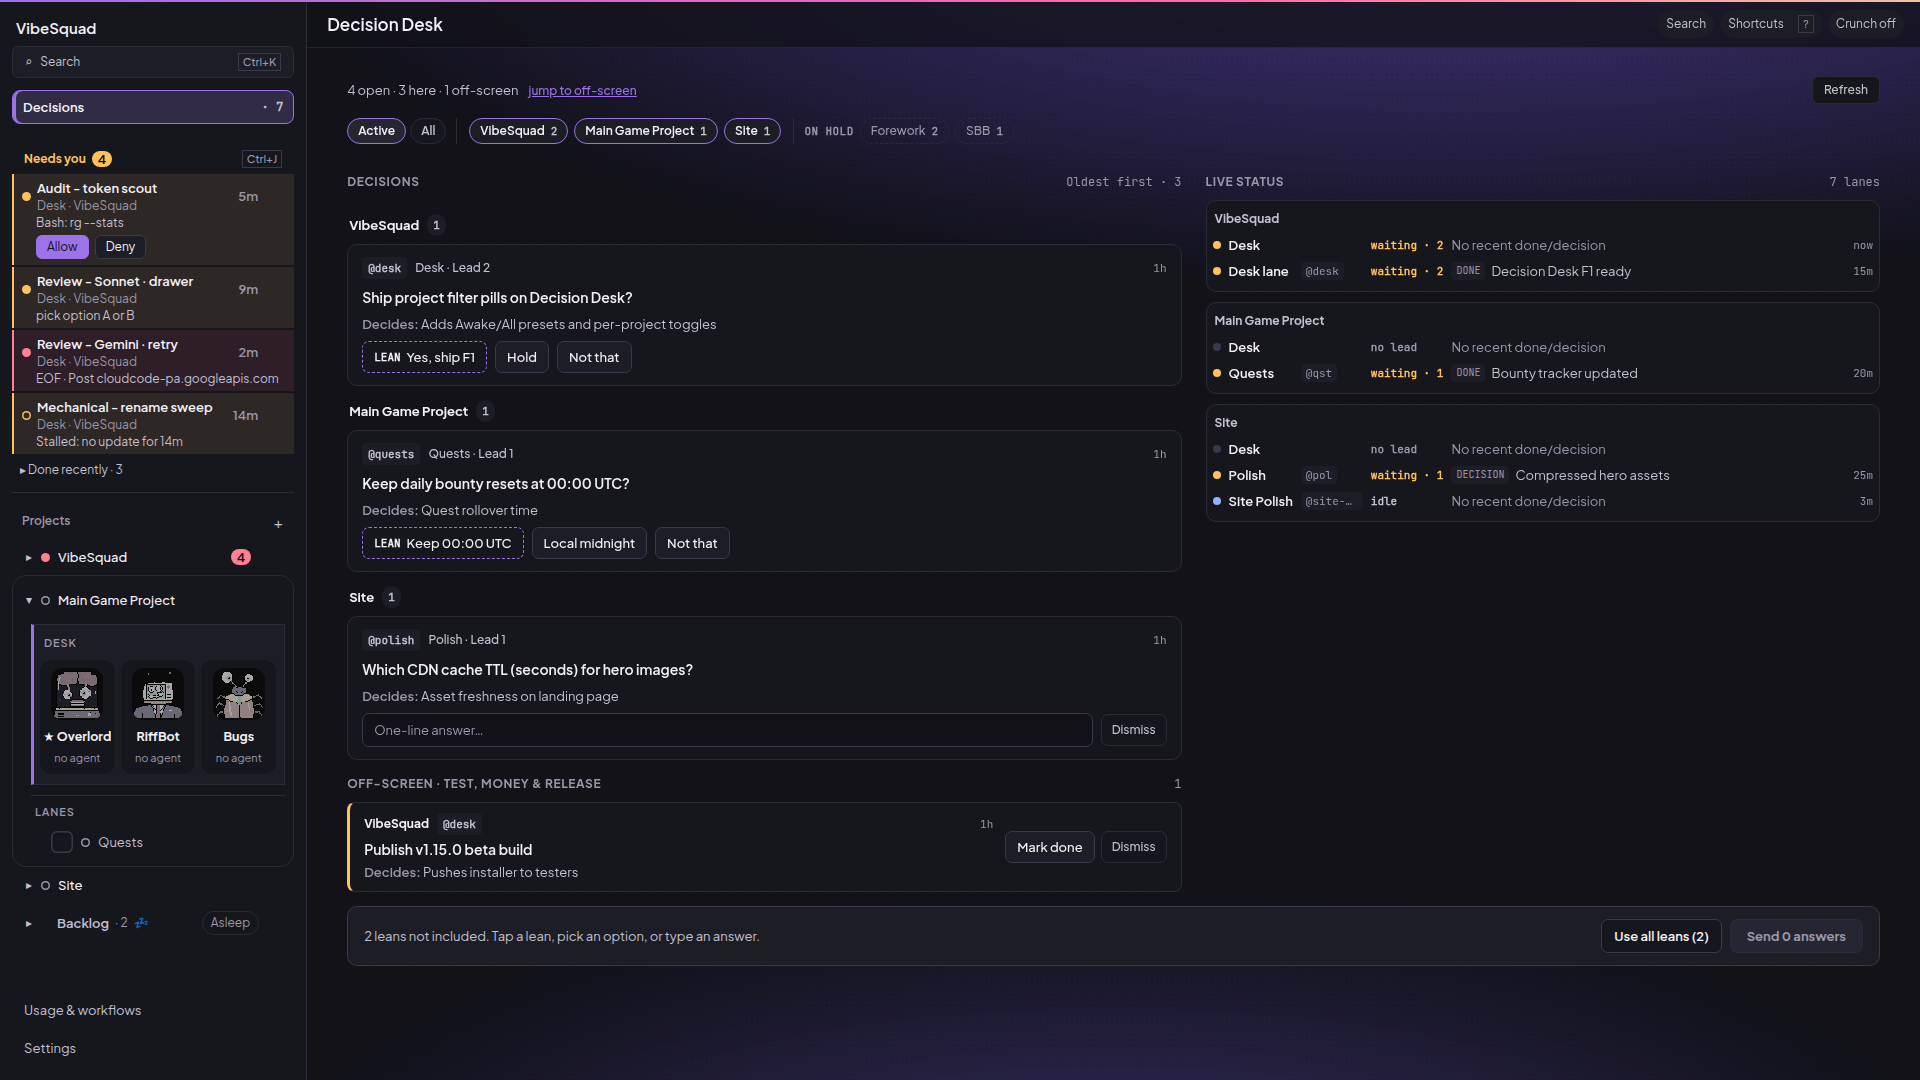 VibeSquad
Search Ctrl+K
Decisions · 7
Needs you 4 Ctrl+J
Audit – token scout 5m
Desk · VibeSquad
Bash: rg --stats
Allow Deny
Review – Sonnet · drawer 9m
Desk · VibeSquad
pick option A or B
Review – Gemini · retry 2m
Desk · VibeSquad
EOF · Post cloudcode-pa.googleapis.com
Mechanical – rename sweep 14m
Desk · VibeSquad
Stalled: no update for 14m
▸ Done recently · 3
Projects +
▸ VibeSquad 4
▾ Main Game Project
DESK
★ Overlord RiffBot Bugs
no agent no agent no agent
LANES
Quests
▸ Site
▸ Backlog · 2 💤 Asleep
Usage & workflows
Settings
Decision Desk
Search Shortcuts ? Crunch off
4 open · 3 here · 1 off-screen jump to off-screen
Refresh
Active All VibeSquad 2 Main Game Project 1 Site 1 ON HOLD Forework 2 SBB 1
DECISIONS Oldest first · 3
VibeSquad 1
@desk Desk · Lead 2 1h
Ship project filter pills on Decision Desk?
Decides: Adds Awake/All presets and per-project toggles
LEAN Yes, ship F1 Hold Not that
Main Game Project 1
@quests Quests · Lead 1 1h
Keep daily bounty resets at 00:00 UTC?
Decides: Quest rollover time
LEAN Keep 00:00 UTC Local midnight Not that
Site 1
@polish Polish · Lead 1 1h
Which CDN cache TTL (seconds) for hero images?
Decides: Asset freshness on landing page
One-line answer… Dismiss
OFF-SCREEN · TEST, MONEY & RELEASE 1
VibeSquad @desk 1h
Publish v1.15.0 beta build
Decides: Pushes installer to testers
Mark done Dismiss
LIVE STATUS 7 lanes
VibeSquad
Desk waiting · 2 No recent done/decision now
Desk lane @desk waiting · 2 DONE Decision Desk F1 ready 15m
Main Game Project
Desk no lead No recent done/decision
Quests @qst waiting · 1 DONE Bounty tracker updated 20m
Site
Desk no lead No recent done/decision
Polish @pol waiting · 1 DECISION Compressed hero assets 25m
Site Polish @site-… idle No recent done/decision 3m
2 leans not included. Tap a lean, pick an option, or type an answer.
Use all leans (2) Send 0 answers